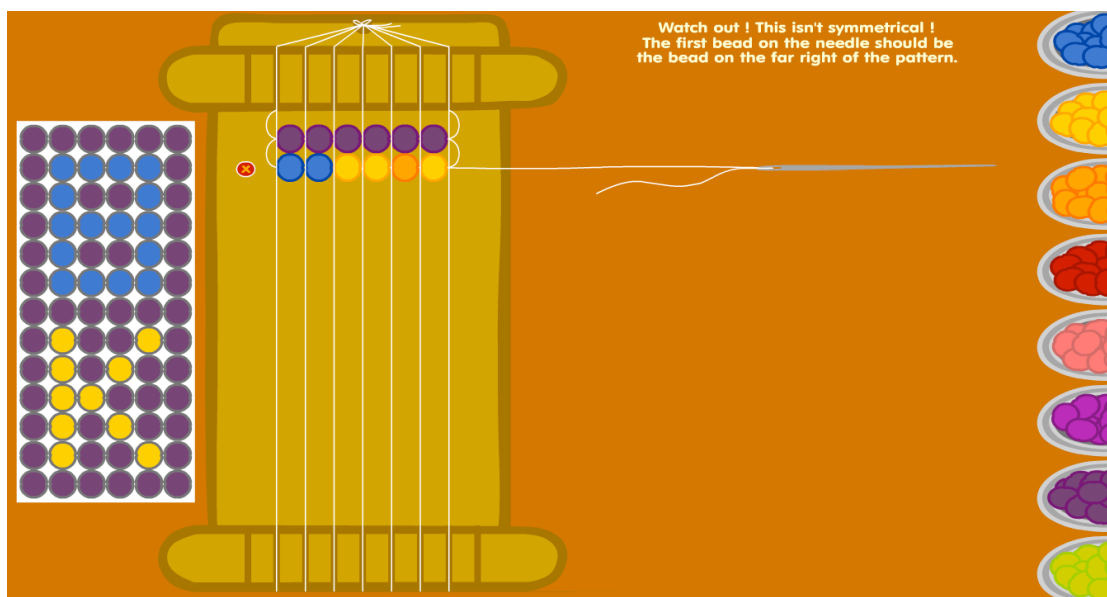 Watch out ! This isn't symmetrical !
The first bead on the needle should be
the bead on the far right of the pattern.